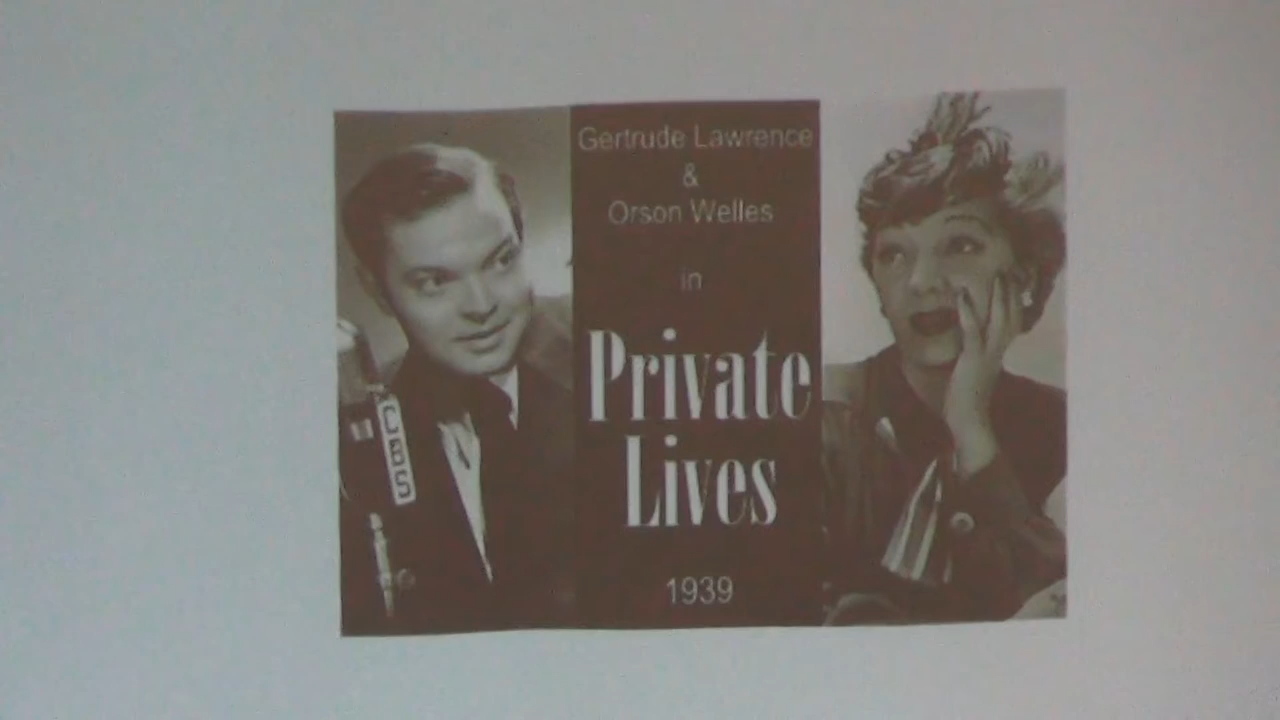 Gertrude Lawrence
&
Orson Welles
in
Private
Lives
1939
CBS